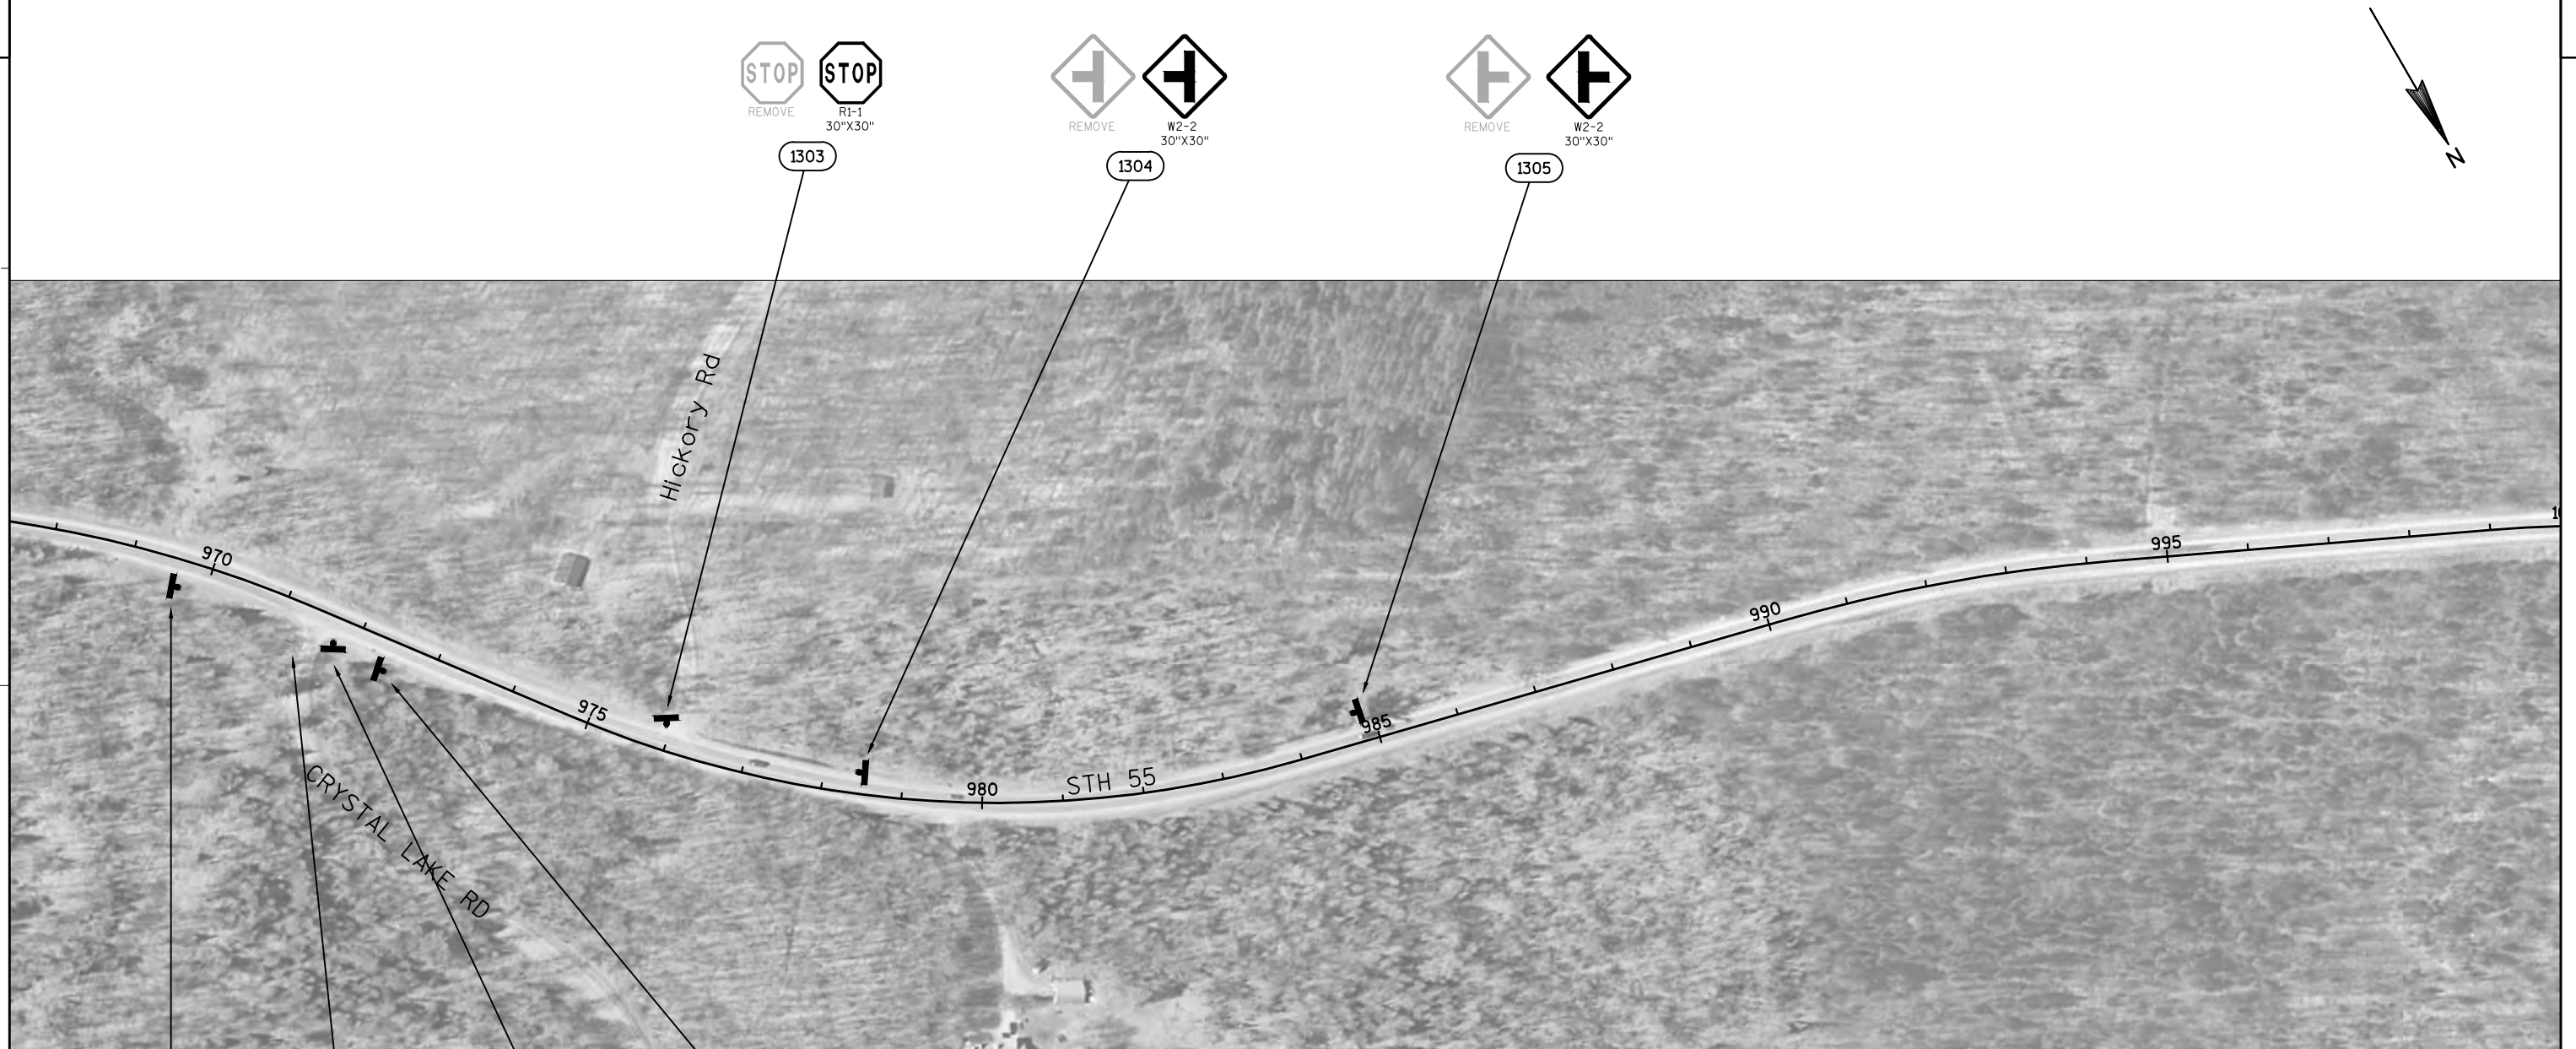 STOP
REMOVE
STOP
R1-1
30"X30"
1303
REMOVE
W2-2
30"X30"
1304
REMOVE
W2-2
30"X30"
1305
N
Hickory Rd
970
975
980
STH 55
985
990
995
CRYSTAL LAKE RD